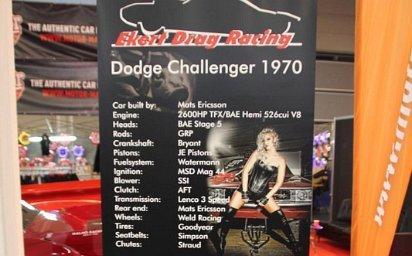 Ekert Drag Racing
Dodge Challenger 1970
Car built by: Mats Ericsson
Engine: 2600HP TFX/BAE Hemi 526cui V8
Heads: BAE Stage 5
Rods: GRP
Crankshaft: Bryant
Pistons: JE Pistons
Fuelsystem: Watermann
Ignition: MSD Mag 44
Blower: SSI
Clutch: AFT
Transmission: Lenco 3 Speed
Rear end: Mats Ericsson
Wheels: Weld Racing
Tires: Goodyear
Seatbelts: Simpson
Chutes: Stroud
THE AUTHENTIC CAR
THE AUTHENTIC CAR